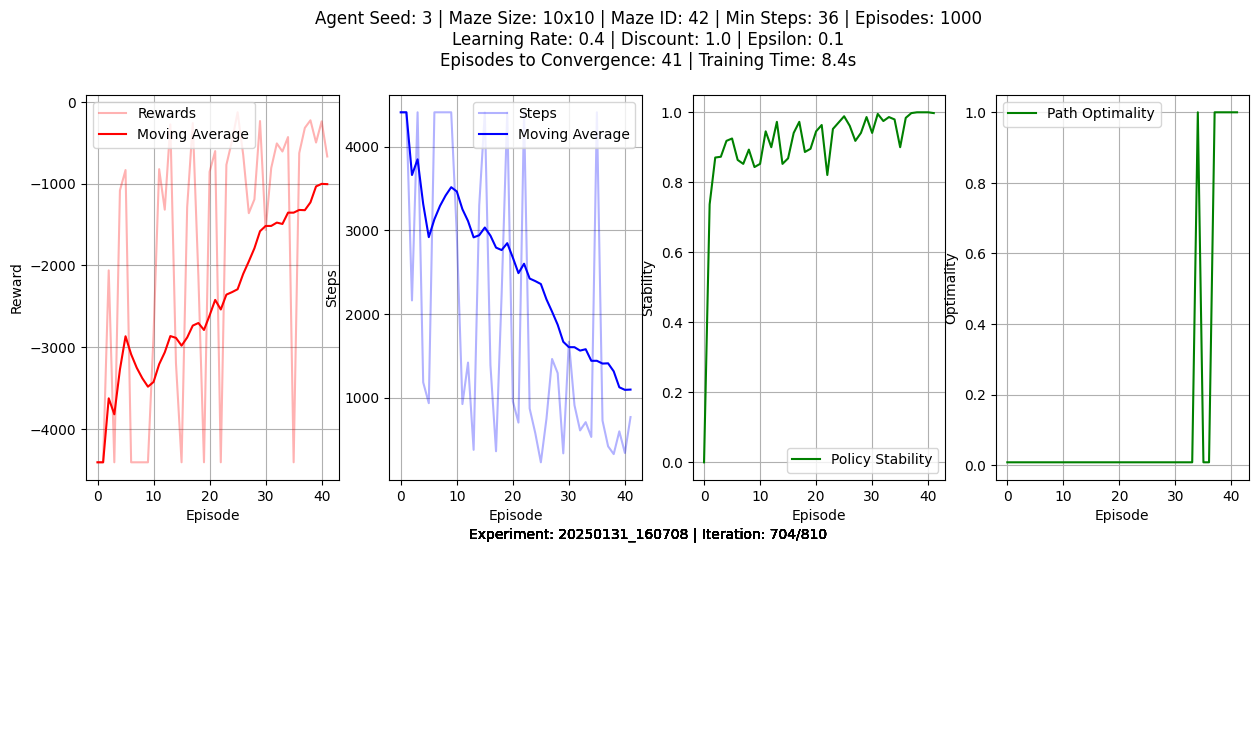 Agent Seed: 3 | Maze Size: 10x10 | Maze ID: 42 | Min Steps: 36 | Episodes: 1000
Learning Rate: 0.4 | Discount: 1.0 | Epsilon: 0.1
Episodes to Convergence: 41 | Training Time: 8.4s
Rewards
Moving Average
0
−1000
−2000
−3000
−4000
Reward
0 10 20 30 40
Episode
Steps
Moving Average
4000
3000
2000
1000
Steps
0 10 20 30 40
Episode
1.0
0.8
0.6
0.4
0.2
0.0
Stability
Policy Stability
0 10 20 30 40
Episode
Path Optimality
1.0
0.8
0.6
0.4
0.2
0.0
Optimality
0 10 20 30 40
Episode
Experiment: 20250131_160708 | Iteration: 704/810